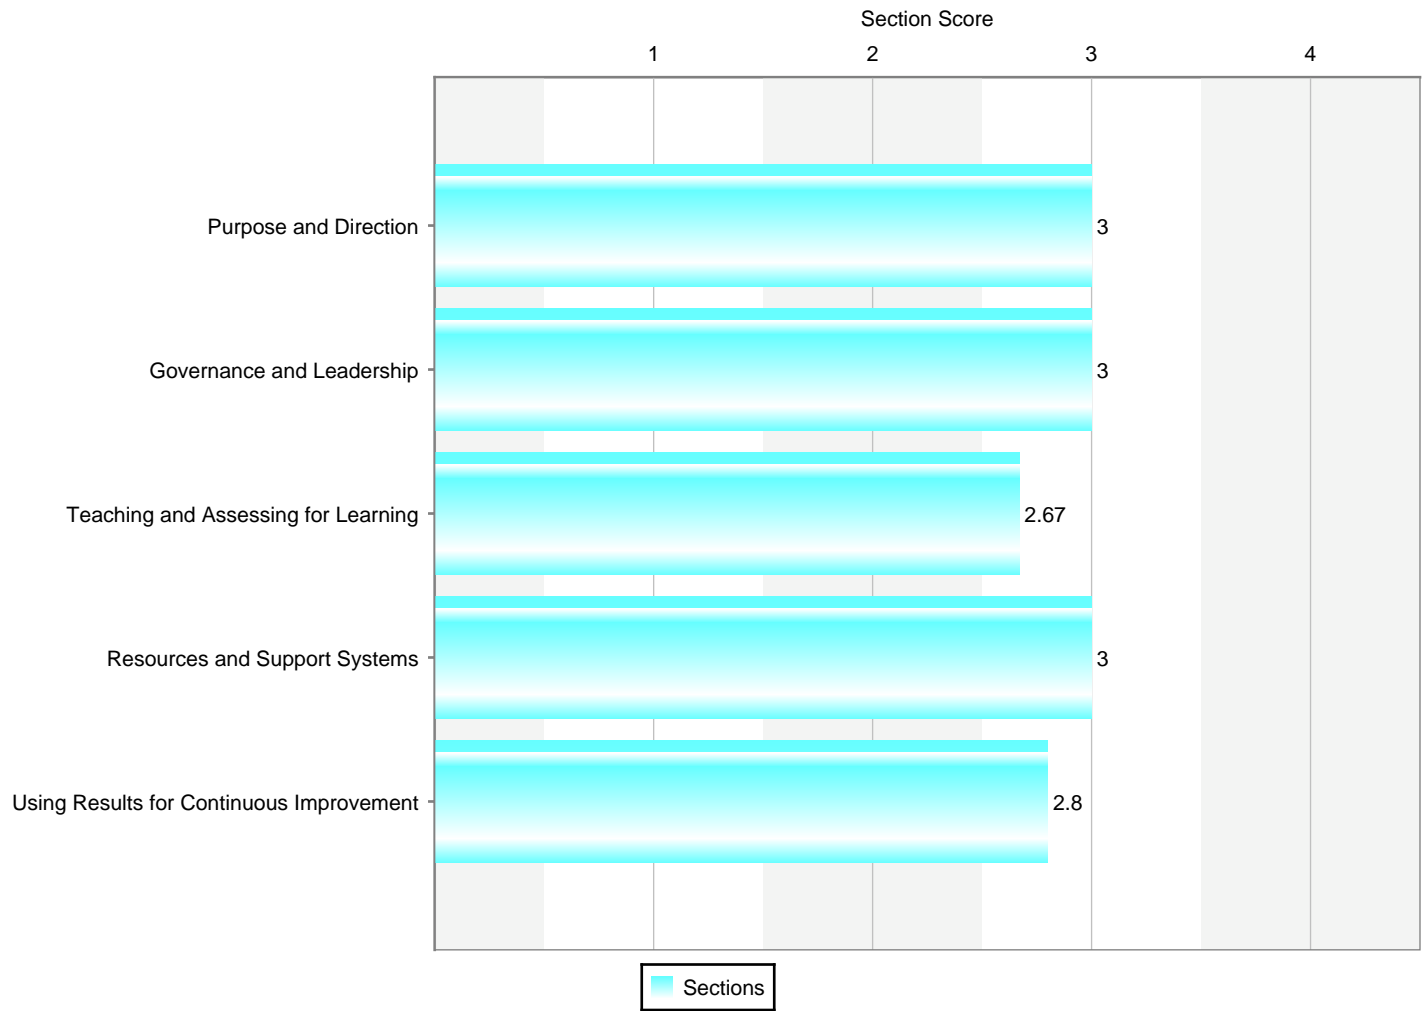 Section Score
1 2 3 4
Purpose and Direction 3
Governance and Leadership 3
Teaching and Assessing for Learning 2.67
Resources and Support Systems 3
Using Results for Continuous Improvement 2.8
Sections